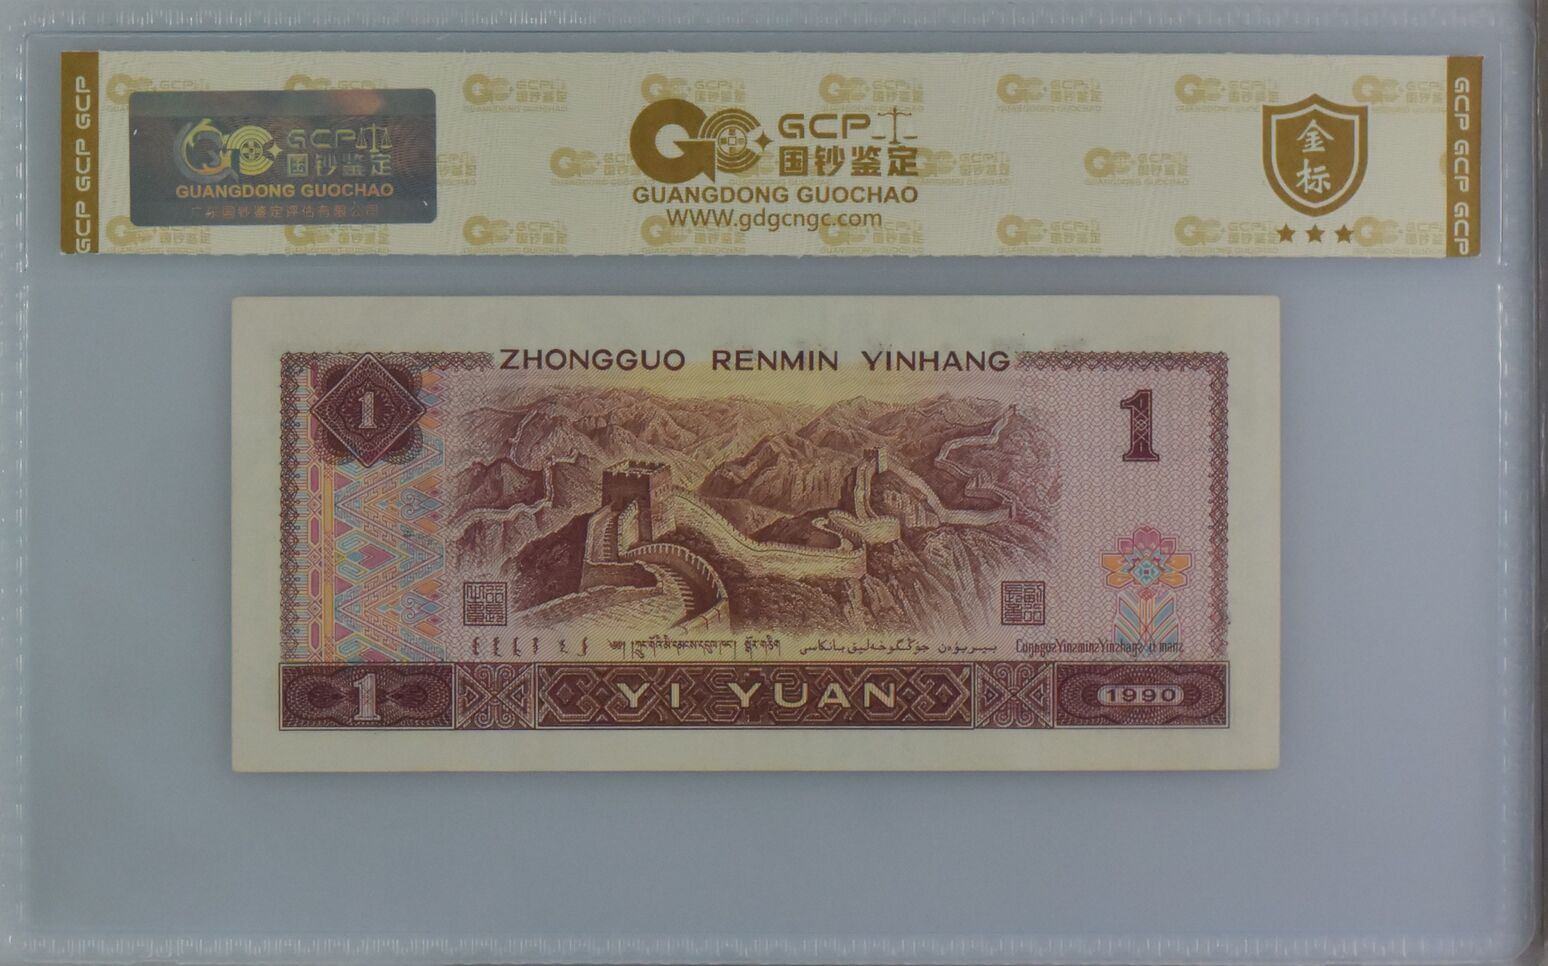 GCP GCP GCP
GCP
国钞鉴定
GUANGDONG GUOCHAO
广东国钞鉴定评估有限公司
GCP
国钞鉴定
GUANGDONG GUOCHAO
WWW.gdgcngc.com
金
标
GCP GCP GCP
ZHONGGUO RENMIN YINHANG
1
1
1
YI YUAN
1990